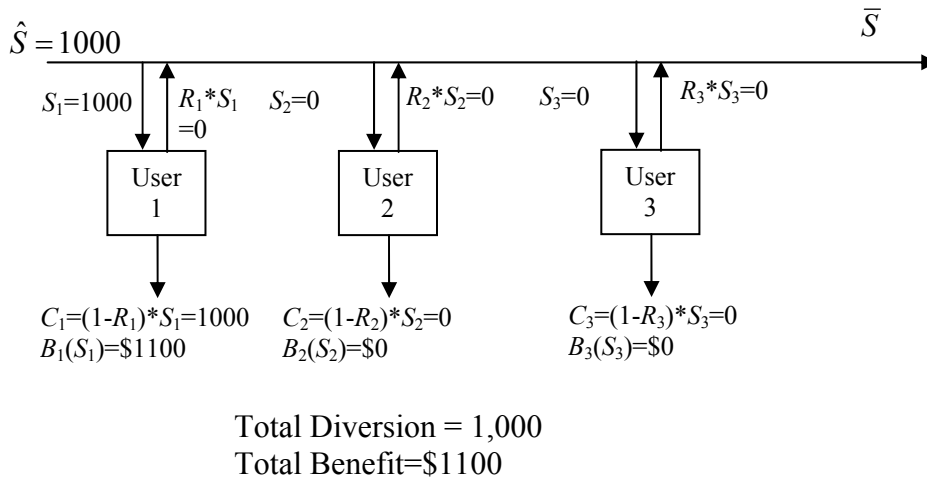 Ŝ = 1000
S̅
S₁=1000
R₁*S₁
=0
S₂=0
R₂*S₂=0
S₃=0
R₃*S₃=0
User
1
User
2
User
3
C₁=(1-R₁)*S₁=1000
B₁(S₁)=$1100
C₂=(1-R₂)*S₂=0
B₂(S₂)=$0
C₃=(1-R₃)*S₃=0
B₃(S₃)=$0
Total Diversion = 1,000
Total Benefit=$1100